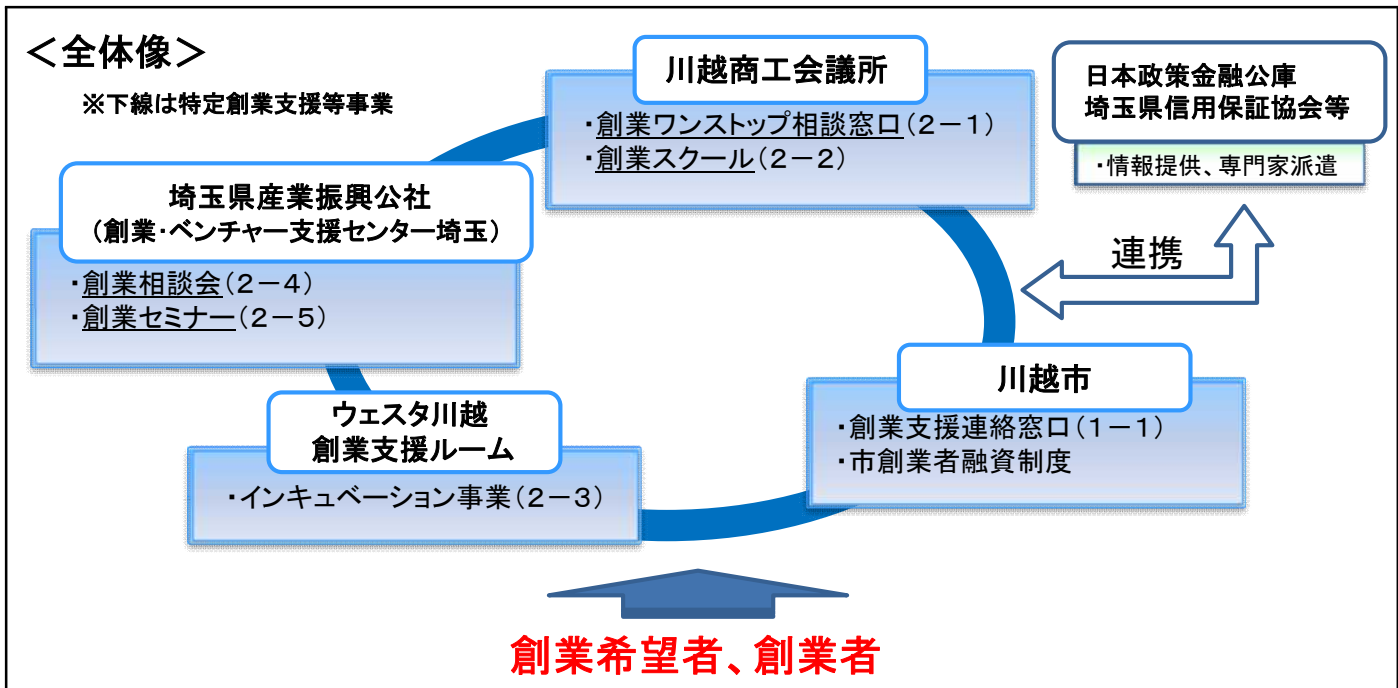 ＜全体像＞
※下線は特定創業支援等事業
川越商工会議所
・創業ワンストップ相談窓口（２－１）
・創業スクール（２－２）
日本政策金融公庫
埼玉県信用保証協会等
・情報提供、専門家派遣
連携
埼玉県産業振興公社
（創業・ベンチャー支援センター埼玉）
・創業相談会（２－４）
・創業セミナー（２－５）
川越市
・創業支援連絡窓口（１－１）
・市創業者融資制度
ウェスタ川越
創業支援ルーム
・インキュベーション事業（２－３）
創業希望者、創業者